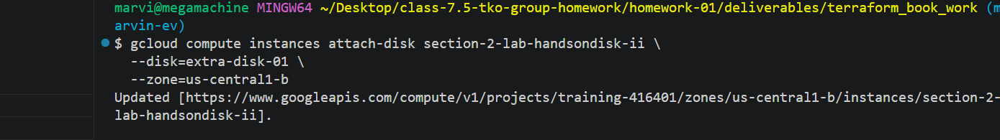 marvi@megamachine MINGW64 ~/Desktop/class-7.5-tko-group-homework/homework-01/deliverables/terraform_book_work (m
arvin-ev)
$ gcloud compute instances attach-disk section-2-lab-handsondisk-ii \
--disk=extra-disk-01 \
--zone=us-central1-b
Updated [https://www.googleapis.com/compute/v1/projects/training-416401/zones/us-central1-b/instances/section-2-
lab-handsondisk-ii].